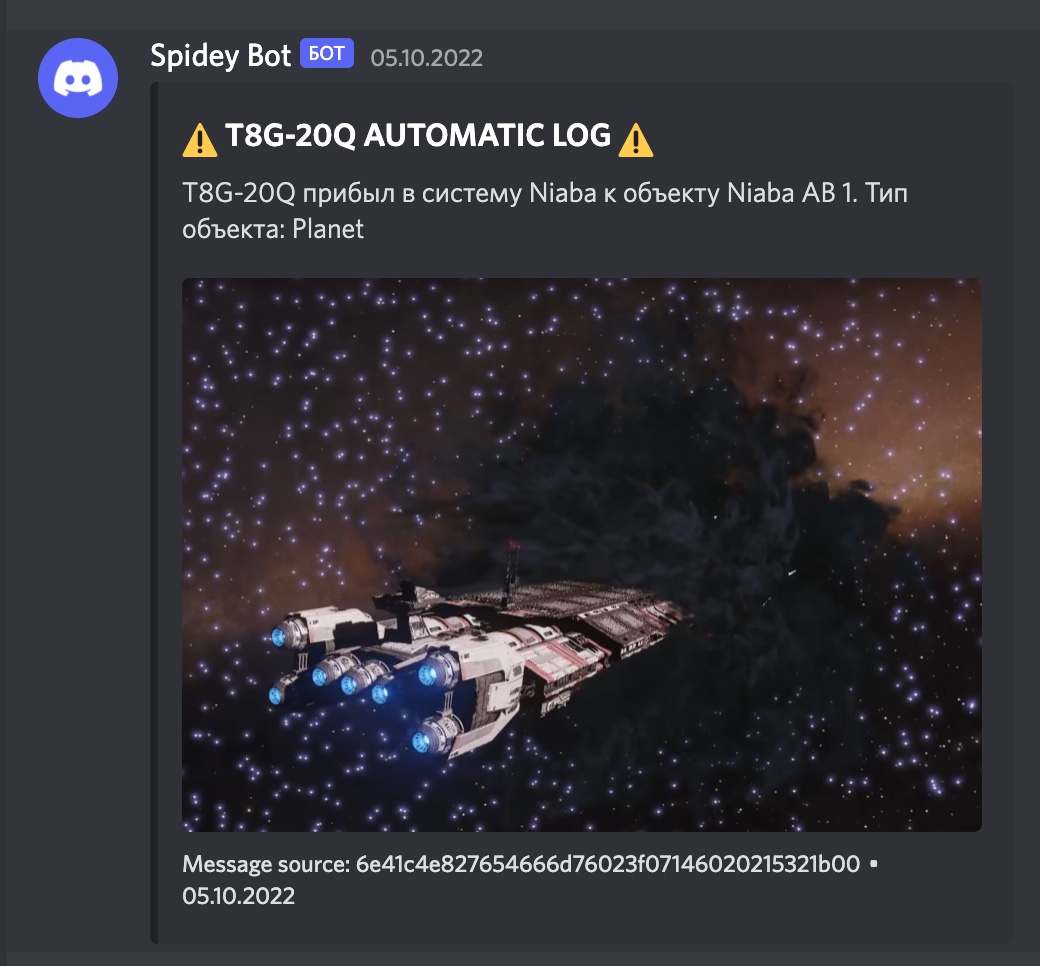 Spidey Bot БОТ 05.10.2022
⚠️ T8G-20Q AUTOMATIC LOG ⚠️
T8G-20Q прибыл в систему Niaba к объекту Niaba AB 1. Тип
объекта: Planet
Message source: 6e41c4e827654666d76023f07146020215321b00 •
05.10.2022